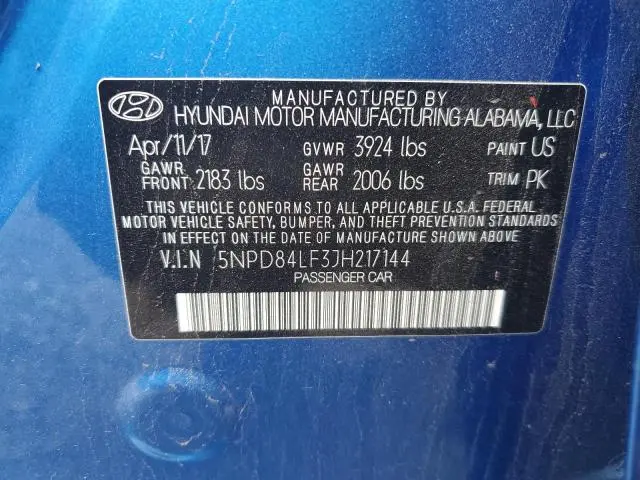 MANUFACTURED BY
HYUNDAI MOTOR MANUFACTURING ALABAMA, LLC
Apr/11/17 GVWR 3924 lbs PAINT US
GAWR FRONT 2183 lbs GAWR REAR 2006 lbs TRIM PK
THIS VEHICLE CONFORMS TO ALL APPLICABLE U.S.A. FEDERAL
MOTOR VEHICLE SAFETY, BUMPER, AND THEFT PREVENTION STANDARDS
IN EFFECT ON THE DATE OF MANUFACTURE SHOWN ABOVE.
V.I.N 5NPD84LF3JH217144
PASSENGER CAR